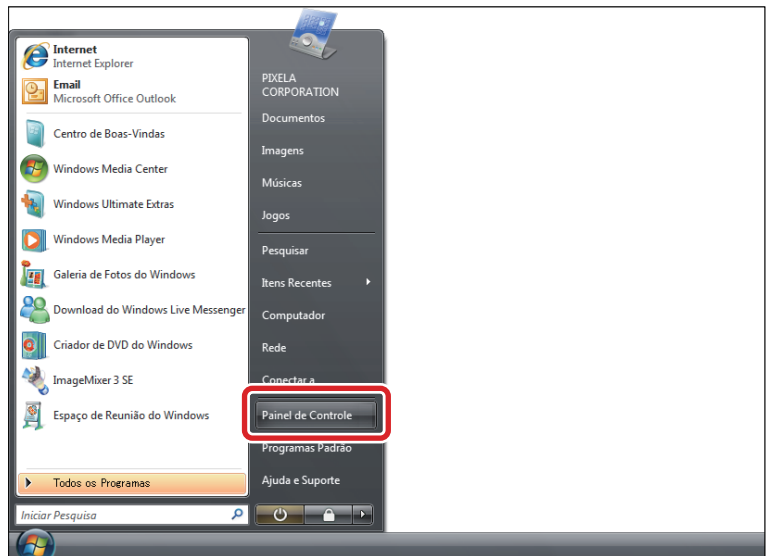 Internet
Internet Explorer
Email
Microsoft Office Outlook
Centro de Boas-Vindas
Windows Media Center
Windows Ultimate Extras
Windows Media Player
Galeria de Fotos do Windows
Download do Windows Live Messenger
Criador de DVD do Windows
ImageMixer 3 SE
Espaço de Reunião do Windows
Todos os Programas
Iniciar Pesquisa
PIXELA
CORPORATION
Documentos
Imagens
Músicas
Jogos
Pesquisar
Itens Recentes
Computador
Rede
Conectar a
Painel de Controle
Programas Padrão
Ajuda e Suporte